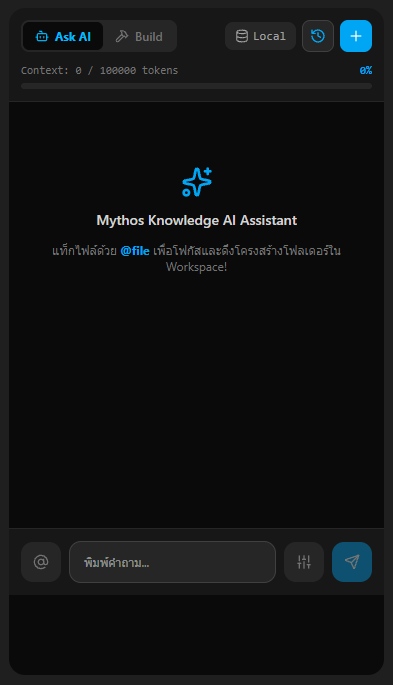 Ask AI
Build
Local
Context: 0 / 100000 tokens
0%
Mythos Knowledge AI Assistant
แท็กไฟล์ด้วย @file เพื่อโฟกัสและดึงโครงสร้างโฟลเดอร์ใน
Workspace!
พิมพ์คำถาม...